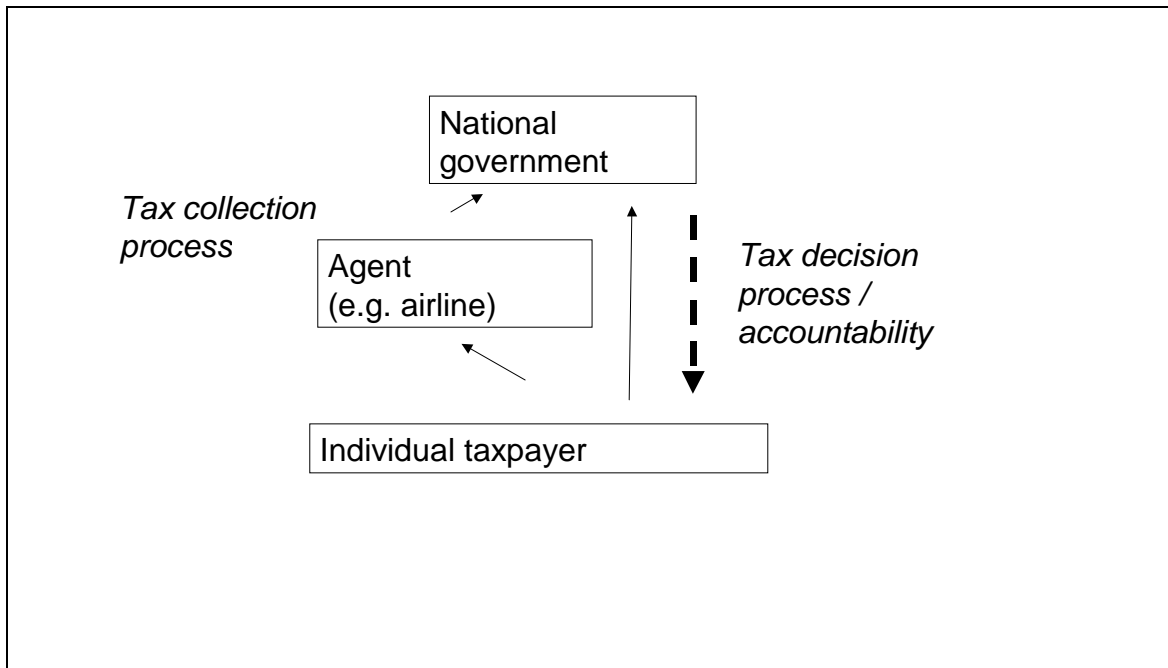 National
government
Tax collection
process
Agent
(e.g. airline)
Tax decision
process /
accountability
Individual taxpayer